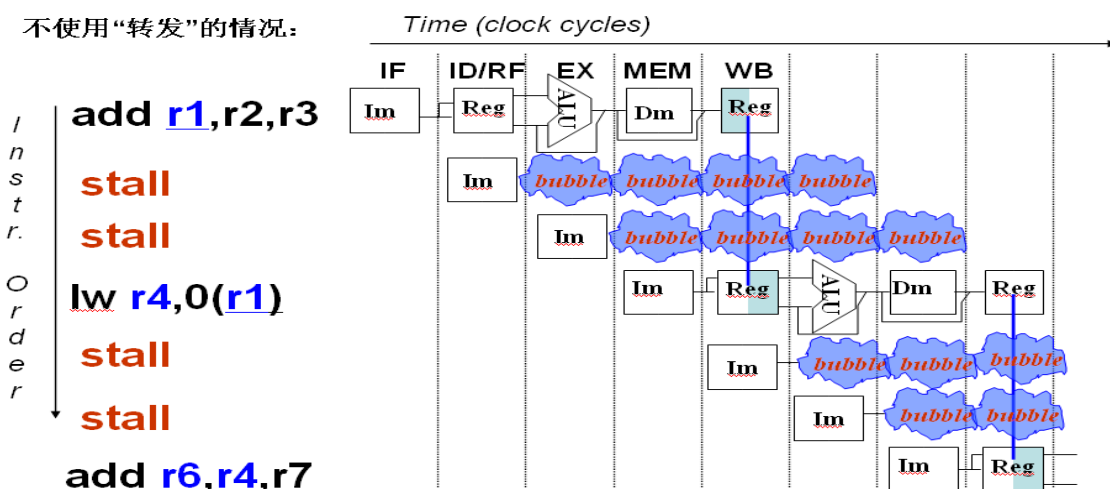 不使用“转发”的情况：
Time (clock cycles)
IF ID/RF EX MEM WB
Instr. Order
add r1,r2,r3
Im Reg ALU Dm Reg
stall
Im bubble bubble bubble bubble
stall
Im bubble bubble bubble bubble
lw r4,0(r1)
Im Reg ALU Dm Reg
stall
Im bubble bubble bubble
stall
Im bubble bubble
add r6,r4,r7
Im Reg